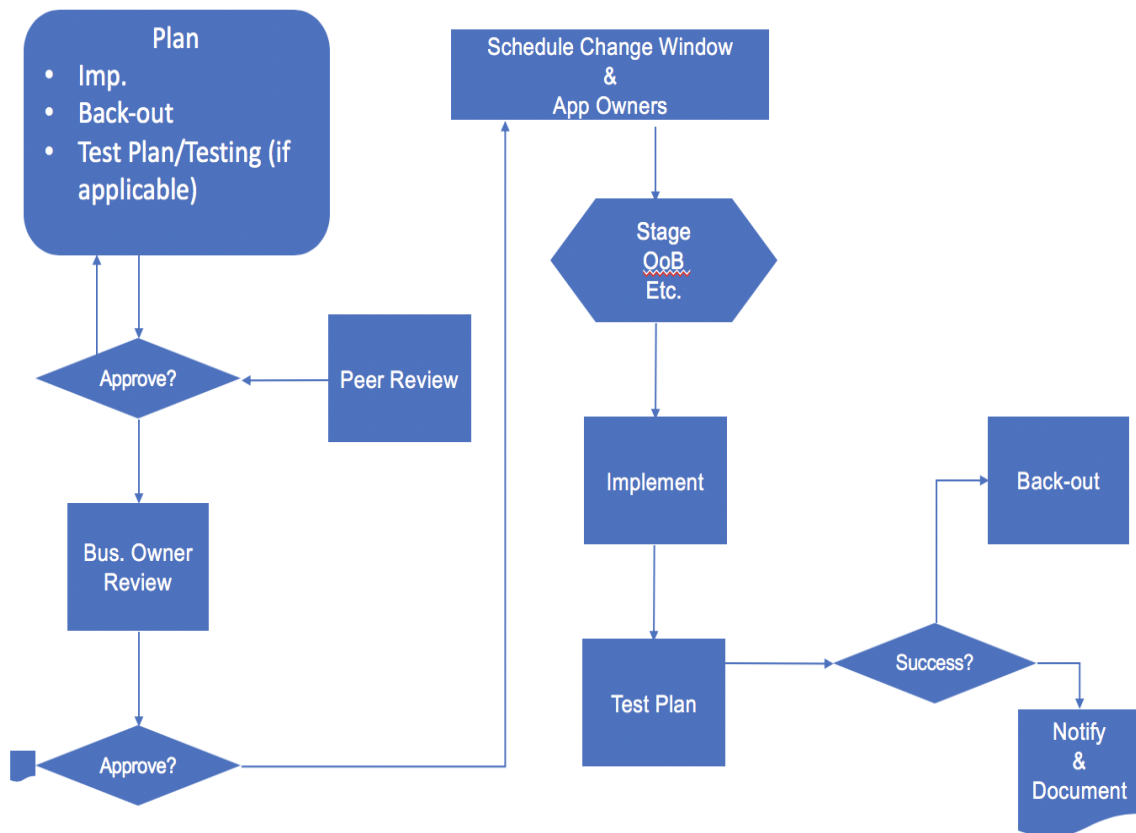 Plan
• Imp.
• Back-out
• Test Plan/Testing (if
applicable)
Approve?
Peer Review
Bus. Owner
Review
Approve?
Schedule Change Window
&
App Owners
Stage
OoB
Etc.
Implement
Test Plan
Success?
Back-out
Notify
&
Document